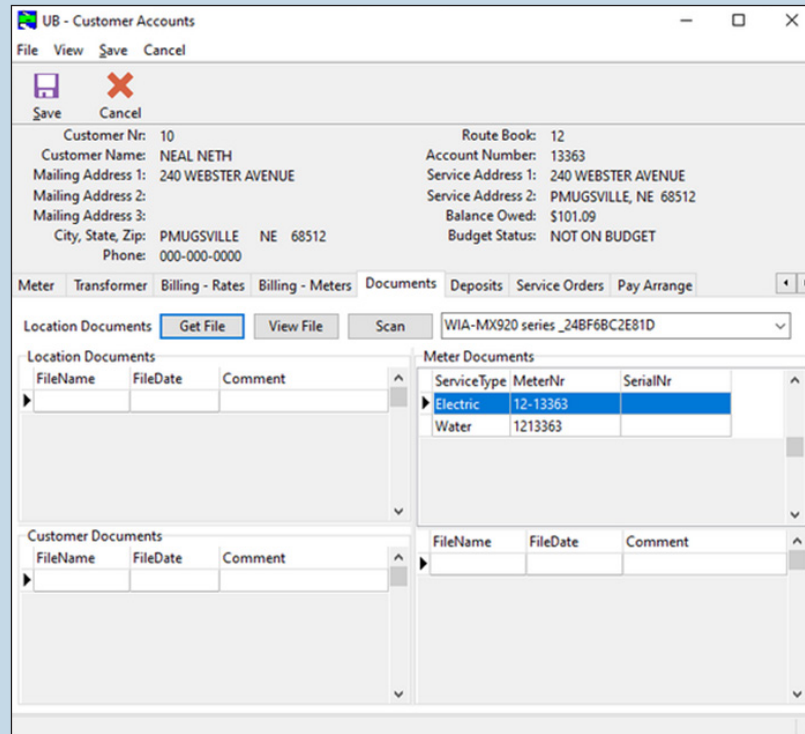 UB - Customer Accounts
File View Save Cancel
Save Cancel
Customer Nr: 10
Customer Name: NEAL NETH
Mailing Address 1: 240 WEBSTER AVENUE
Mailing Address 2:
Mailing Address 3:
City, State, Zip: PMUGSVILLE NE 68512
Phone: 000-000-0000
Route Book: 12
Account Number: 13363
Service Address 1: 240 WEBSTER AVENUE
Service Address 2: PMUGSVILLE, NE 68512
Balance Owed: $101.09
Budget Status: NOT ON BUDGET
Meter Transformer Billing - Rates Billing - Meters Documents Deposits Service Orders Pay Arrange
Location Documents Get File View File Scan WIA-MX920 series _24BF6BC2E81D
Location Documents
FileName FileDate Comment
Meter Documents
ServiceType MeterNr SerialNr
Electric 12-13363
Water 1213363
Customer Documents
FileName FileDate Comment
FileName FileDate Comment